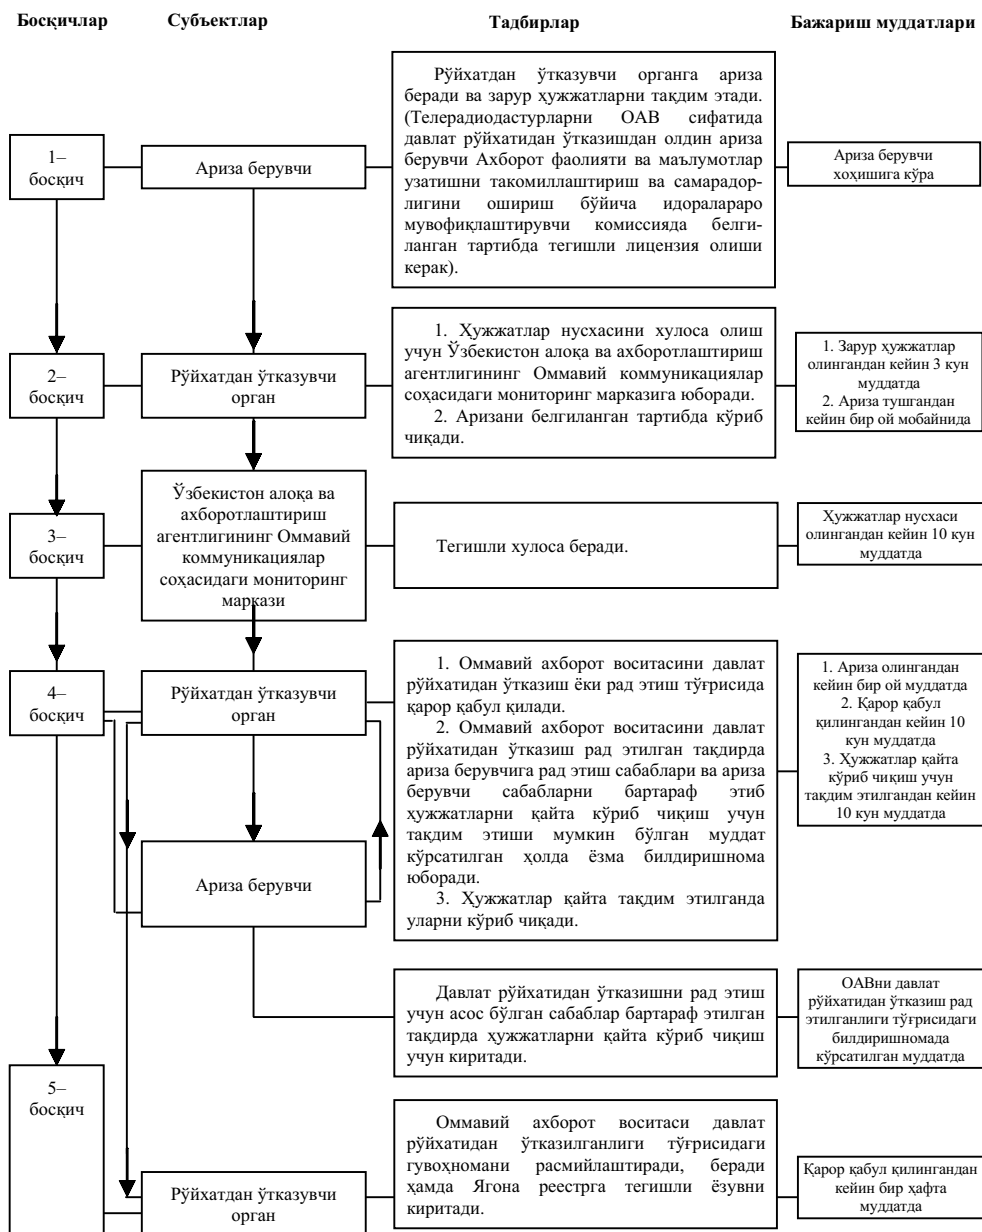 Босқичлар Субъектлар Тадбирлар Бажариш муддатлари
1–
босқич
Ариза берувчи
Рўйхатдан ўтказувчи органга ариза
беради ва зарур ҳужжатларни тақдим этади.
(Телерадиодастурларни ОАВ сифатида
давлат рўйхатидан ўтказишдан олдин ариза
берувчи Ахборот фаолияти ва маълумотлар
узатишни такомиллаштириш ва самарадор-
лигини ошириш бўйича идоралараро
мувофиқлаштирувчи комиссияда белги-
ланган тартибда тегишли лицензия олиши
керак).
Ариза берувчи
хоҳишига кўра
2–
босқич
Рўйхатдан ўтказувчи
орган
1. Ҳужжатлар нусхасини хулоса олиш
учун Ўзбекистон алоқа ва ахборотлаштириш
агентлигининг Оммавий коммуникациялар
соҳасидаги мониторинг марказига юборади.
2. Аризани белгиланган тартибда кўриб
чиқади.
1. Зарур ҳужжатлар
олингандан кейин 3 кун
муддатда
2. Ариза тушгандан
кейин бир ой мобайнида
3–
босқич
Ўзбекистон алоқа ва
ахборотлаштириш
агентлигининг Оммавий
коммуникациялар
соҳасидаги мониторинг
маркази
Тегишли хулоса беради.
Ҳужжатлар нусхаси
олингандан кейин 10 кун
муддатда
4–
босқич
Рўйхатдан ўтказувчи
орган
1. Оммавий ахборот воситасини давлат
рўйхатидан ўтказиш ёки рад этиш тўғрисида
қарор қабул қилади.
2. Оммавий ахборот воситасини давлат
рўйхатидан ўтказиш рад этилган тақдирда
ариза берувчига рад этиш сабаблари ва ариза
берувчи сабабларни бартараф этиб
ҳужжатларни қайта кўриб чиқиш учун
тақдим этиши мумкин бўлган муддат
кўрсатилган ҳолда ёзма билдиришнома
юборади.
3. Ҳужжатлар қайта тақдим этилганда
уларни кўриб чиқади.
1. Ариза олингандан
кейин бир ой муддатда
2. Қарор қабул
қилингандан кейин 10
кун муддатда
3. Ҳужжатлар қайта
кўриб чиқиш учун
тақдим этилгандан кейин
10 кун муддатда
Ариза берувчи
Давлат рўйхатидан ўтказишни рад этиш
учун асос бўлган сабаблар бартараф этилган
тақдирда ҳужжатларни қайта кўриб чиқиш
учун киритади.
ОАВни давлат
рўйхатидан ўтказиш рад
этилганлиги тўғрисидаги
билдиришномада
кўрсатилган муддатда
5–
босқич
Рўйхатдан ўтказувчи
орган
Оммавий ахборот воситаси давлат
рўйхатидан ўтказилганлиги тўғрисидаги
гувоҳномани расмийлаштиради, беради
ҳамда Ягона реестрга тегишли ёзувни
киритади.
Қарор қабул қилингандан
кейин бир ҳафта
муддатда